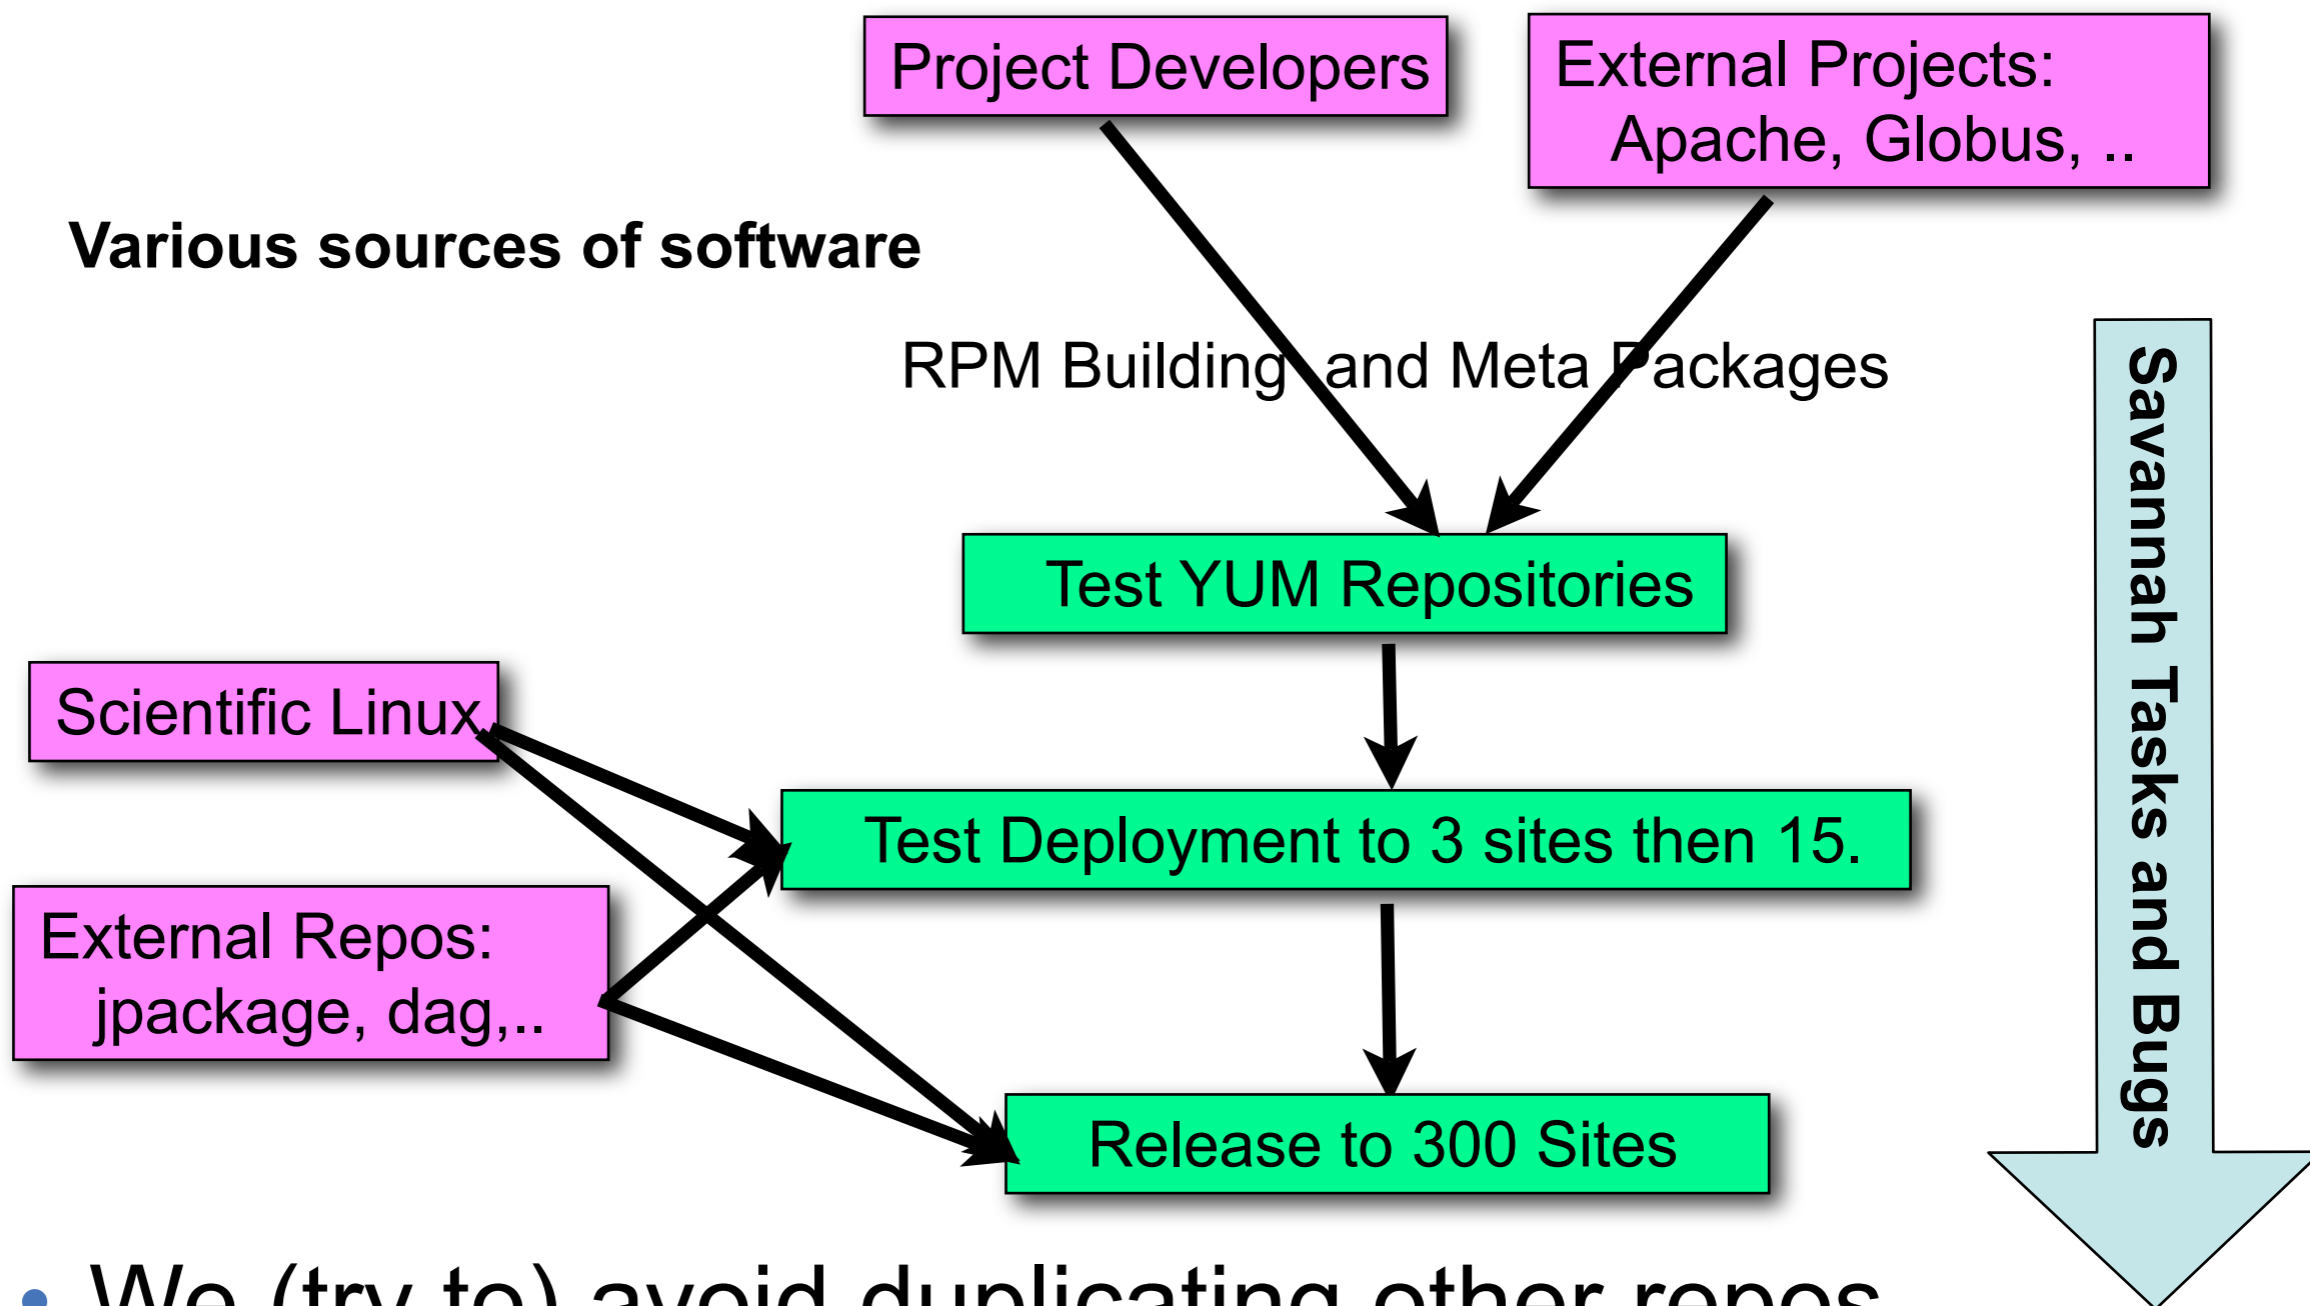 Project Developers
External Projects:
Apache, Globus, ..
Various sources of software
RPM Building and Meta Packages
Test YUM Repositories
Scientific Linux
Test Deployment to 3 sites then 15.
External Repos:
jpackage, dag,..
Release to 300 Sites
Savannah Tasks and Bugs
• We (try to) avoid duplicating other repos